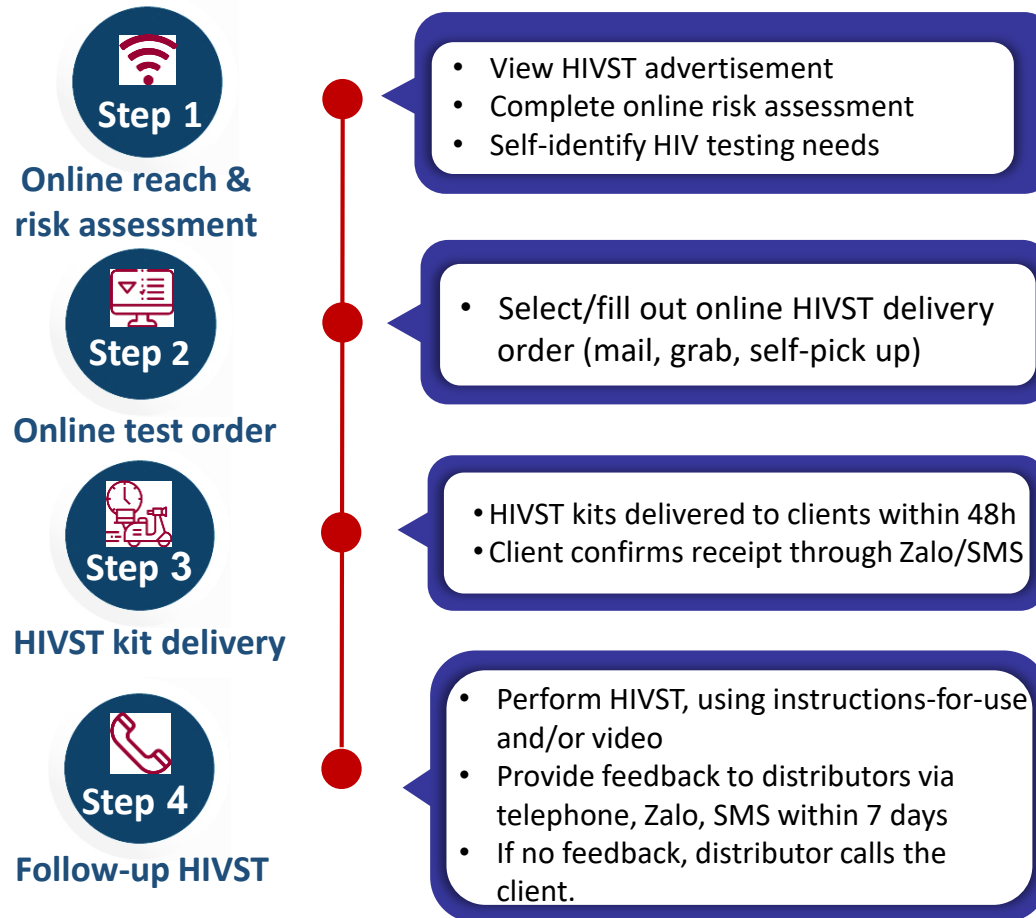 Step 1
Online reach &
risk assessment
• View HIVST advertisement
• Complete online risk assessment
• Self-identify HIV testing needs
Step 2
Online test order
• Select/fill out online HIVST delivery
order (mail, grab, self-pick up)
Step 3
HIVST kit delivery
• HIVST kits delivered to clients within 48h
• Client confirms receipt through Zalo/SMS
Step 4
Follow-up HIVST
• Perform HIVST, using instructions-for-use
and/or video
• Provide feedback to distributors via
telephone, Zalo, SMS within 7 days
• If no feedback, distributor calls the
client.